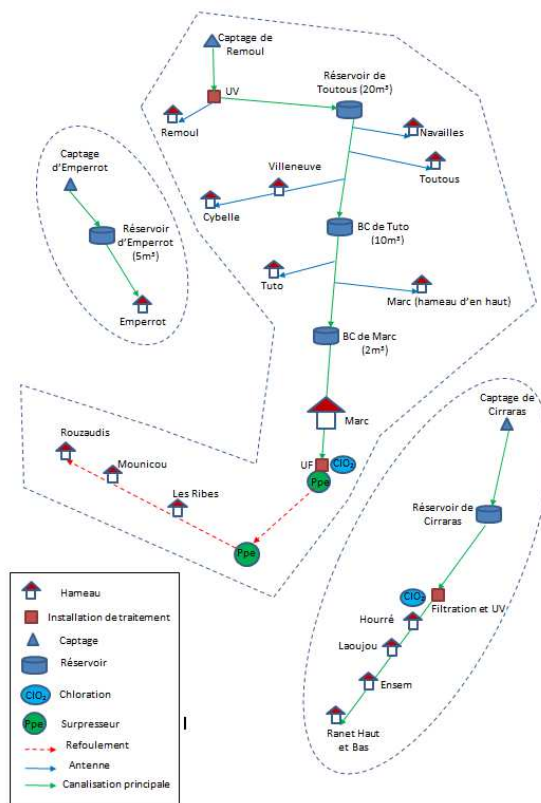 Captage de
Remoul
UV
Remoul
Réservoir de
Toutous (20m³)
Navailles
Toutous
Villeneuve
Cybelle
Captage
d'Emperrot
Réservoir
d'Emperrot
(5m³)
Emperrot
BC de Tuto
(10m³)
Tuto
Marc (hameau d'en haut)
BC de Marc
(2m³)
Marc
UF
ClO₂
Ppe
Rouzaudis
Mounicou
Les Ribes
Ppe
Captage de
Cirraras
Réservoir de
Cirraras
ClO₂
Filtration et UV
Hourré
Laoujou
Ensem
Ranet Haut
et Bas
Hameau
Installation de traitement
Captage
Réservoir
ClO₂
Chloration
Ppe
Surpresseur
Refoulement
Antenne
Canalisation principale